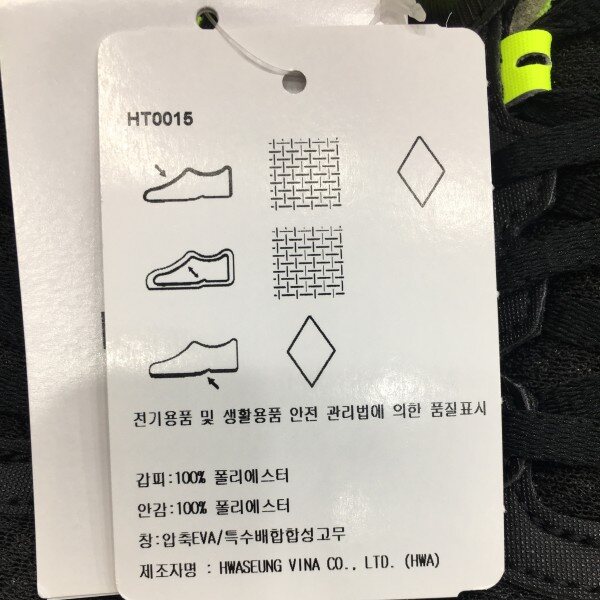 HT0015
전기용품 및 생활용품 안전 관리법에 의한 품질표시
갑피:100% 폴리에스터
안감:100% 폴리에스터
창:압축EVA/특수배합합성고무
제조자명 : HWASEUNG VINA CO., LTD. (HWA)